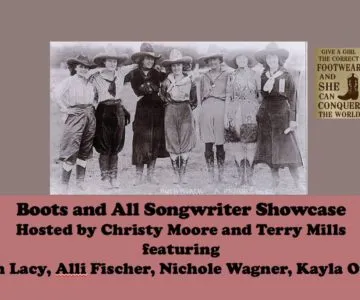 GIVE A GIRL
THE CORRECT
FOOTWEAR
AND
SHE
CAN
CONQUER
THE WORLD
Boots and All Songwriter Showcase
Hosted by Christy Moore and Terry Mills
featuring
Lacy, Alli Fischer, Nichole Wagner, Kayla